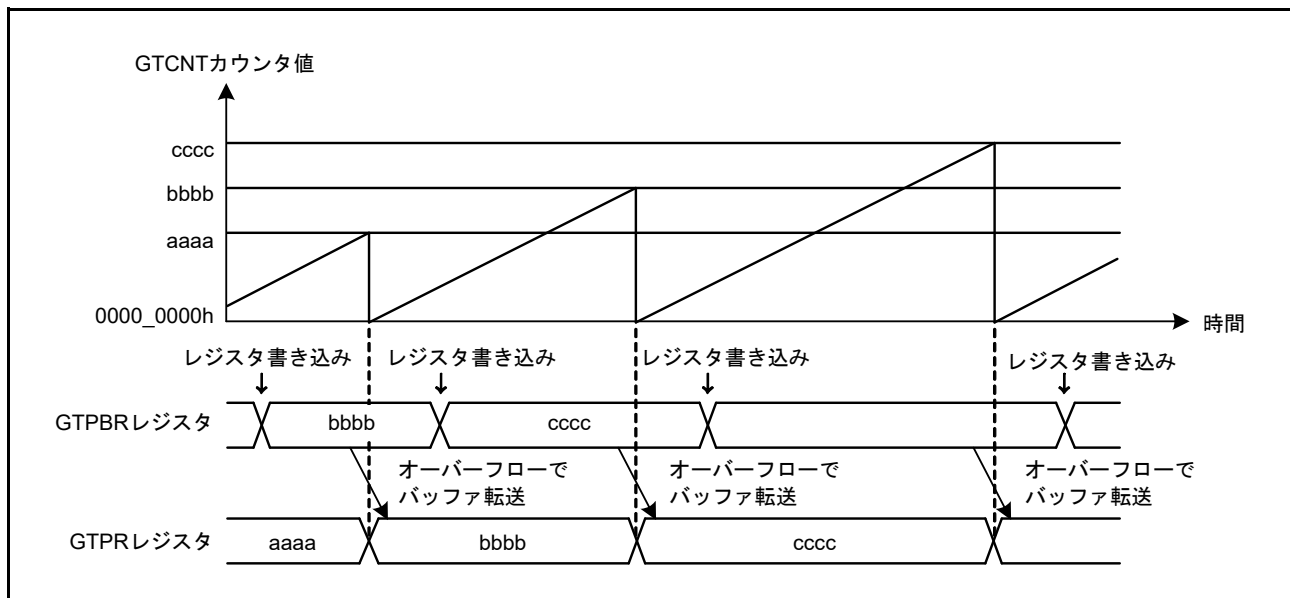 GTCNTカウンタ値
cccc
bbbb
aaaa
0000_0000h
時間
レジスタ書き込み
レジスタ書き込み
レジスタ書き込み
レジスタ書き込み
GTPBRレジスタ
bbbb
cccc
オーバーフローで
バッファ転送
オーバーフローで
バッファ転送
オーバーフローで
バッファ転送
GTPRレジスタ
aaaa
bbbb
cccc